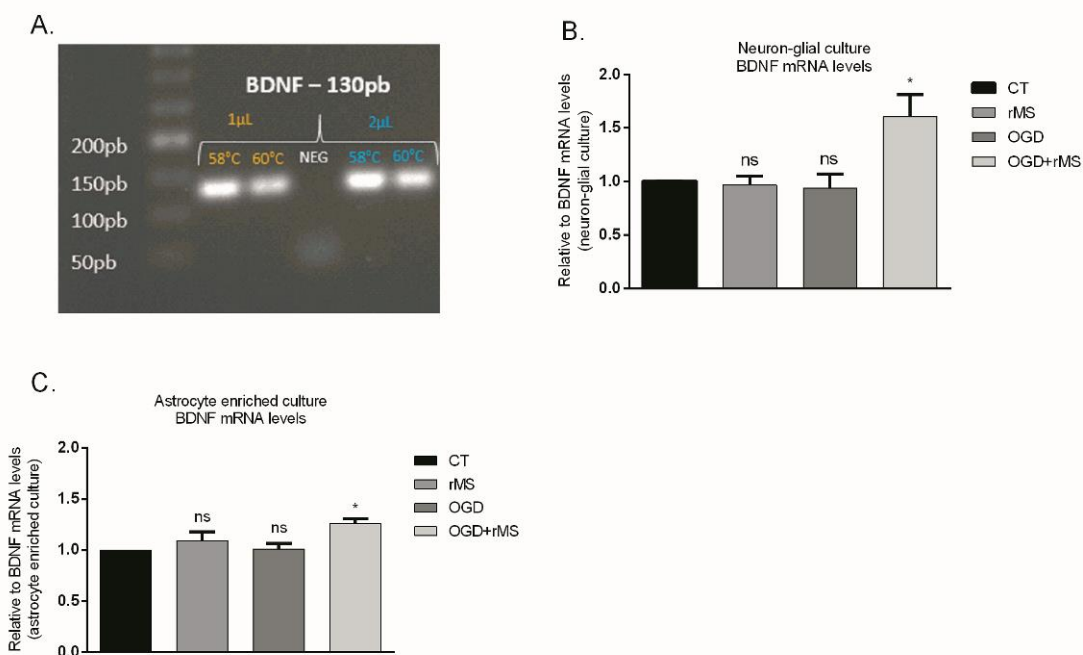 A.
BDNF – 130pb
1µL
2µL
58°C 60°C NEG 58°C 60°C
200pb
150pb
100pb
50pb
B.
Neuron-glial culture
BDNF mRNA levels
Relative to BDNF mRNA levels
(neuron-glial culture)
2.0
1.5
1.0
0.5
0.0
ns
ns
*
CT
rMS
OGD
OGD+rMS
C.
Astrocyte enriched culture
BDNF mRNA levels
Relative to BDNF mRNA levels
(astrocyte enriched culture)
2.0
1.5
1.0
0.5
0.0
ns
ns
*
CT
rMS
OGD
OGD+rMS